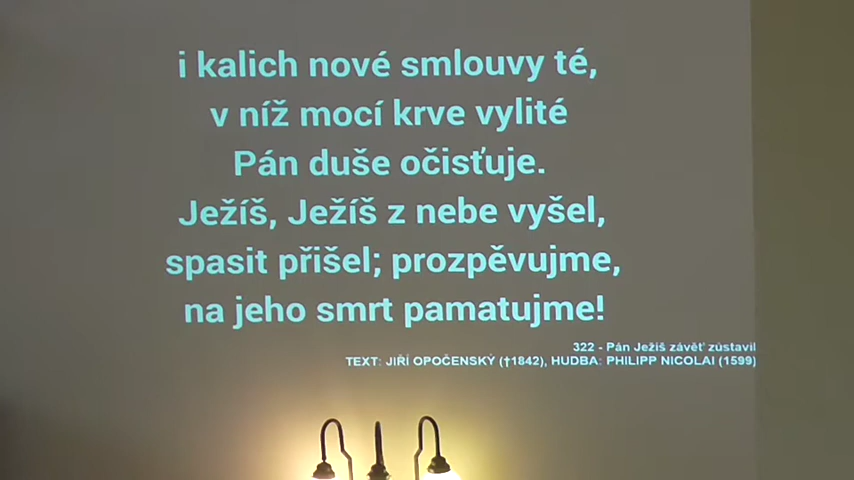 i kalich nové smlouvy té,
v níž mocí krve vylité
Pán duše očisťuje.
Ježíš, Ježíš z nebe vyšel,
spasit přišel; prozpěvujme,
na jeho smrt pamatujme!
322 - Pán Ježíš závěť zůstavil
TEXT: JIŘÍ OPOČENSKÝ (†1842), HUDBA: PHILIPP NICOLAI (1599)